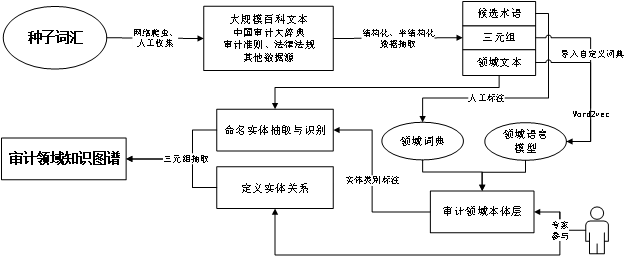 种子词汇
网络爬虫、
人工收集
大规模百科文本
中国审计大辞典
审计准则、法律法规
其他数据源
结构化、半结构化
数据抽取
候选术语
三元组
领域文本
导入自定义词典
人工标注
Word2vec
命名实体抽取与识别
领域词典
领域语言
模型
审计领域知识图谱
三元组抽取
定义实体关系
实体类别标注
审计领域本体层
专家
参与